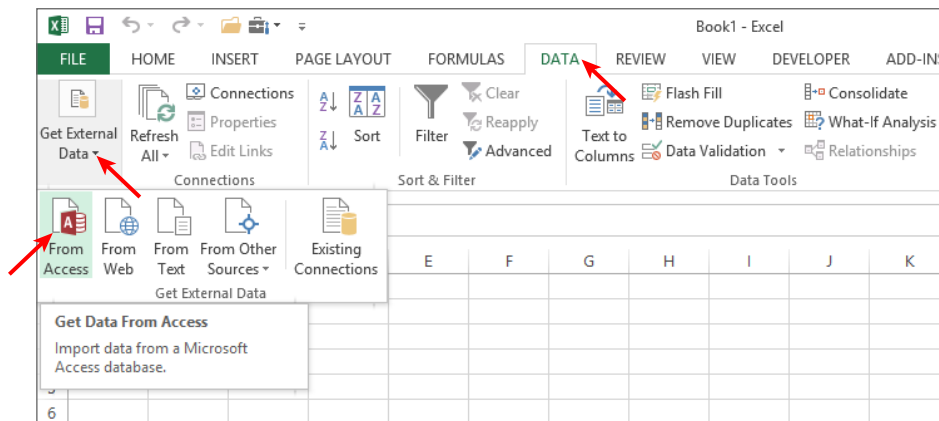 Book1 - Excel
FILE HOME INSERT PAGE LAYOUT FORMULAS DATA REVIEW VIEW DEVELOPER ADD-INS
Get External Data
Refresh All
Connections
Properties
Edit Links
Connections
Sort
Filter
Clear
Reapply
Advanced
Sort & Filter
Text to Columns
Flash Fill
Remove Duplicates
Data Validation
Consolidate
What-If Analysis
Relationships
Data Tools
From Access
From Web
From Text
From Other Sources
Existing Connections
Get External Data
E F G H I J K
Get Data From Access
Import data from a Microsoft
Access database.
6